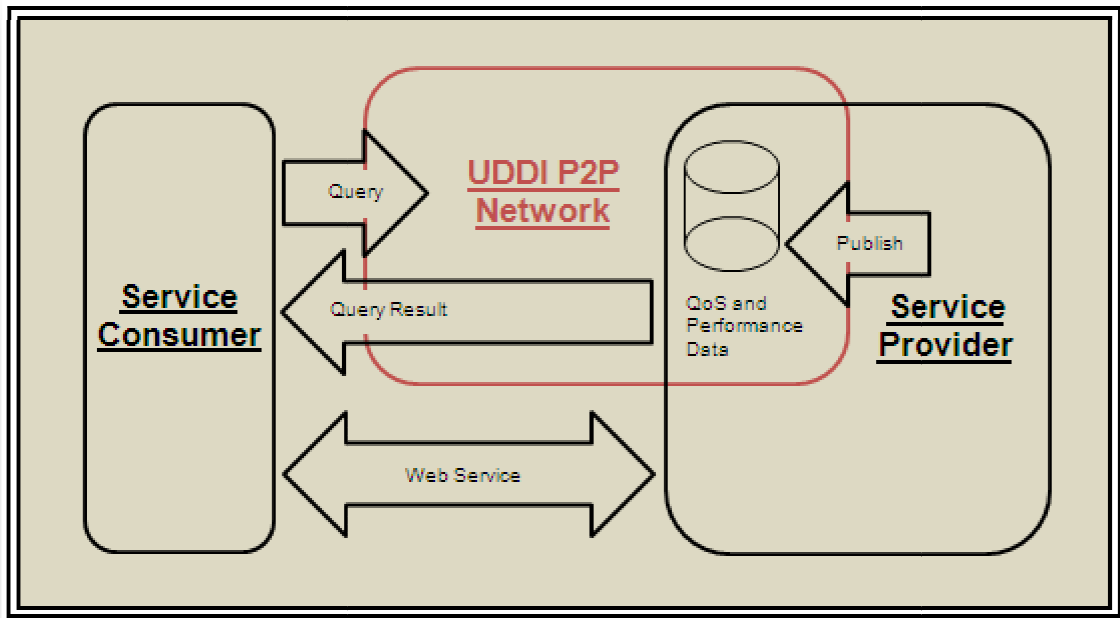 UDDI P2P
Network
Query
Publish
Service
Consumer
Query Result
QoS and
Performance
Data
Service
Provider
Web Service